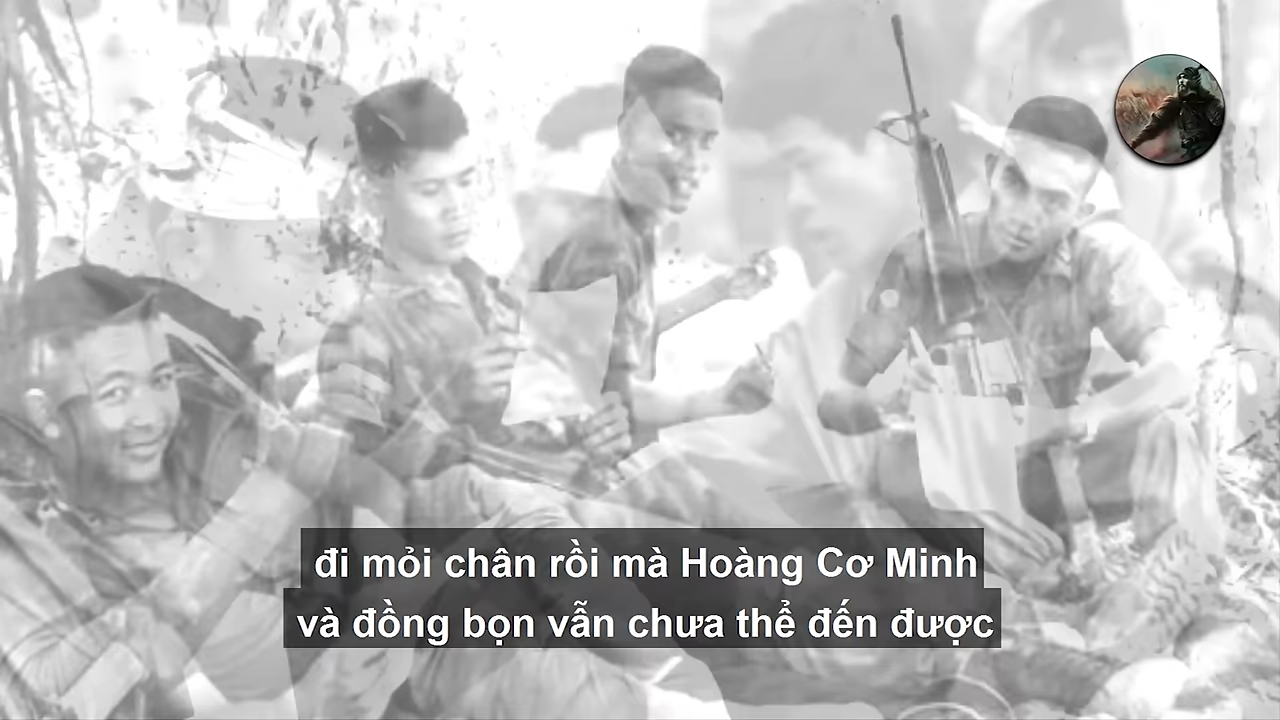 đi mỏi chân rồi mà Hoàng Cơ Minh
và đồng bọn vẫn chưa thể đến được